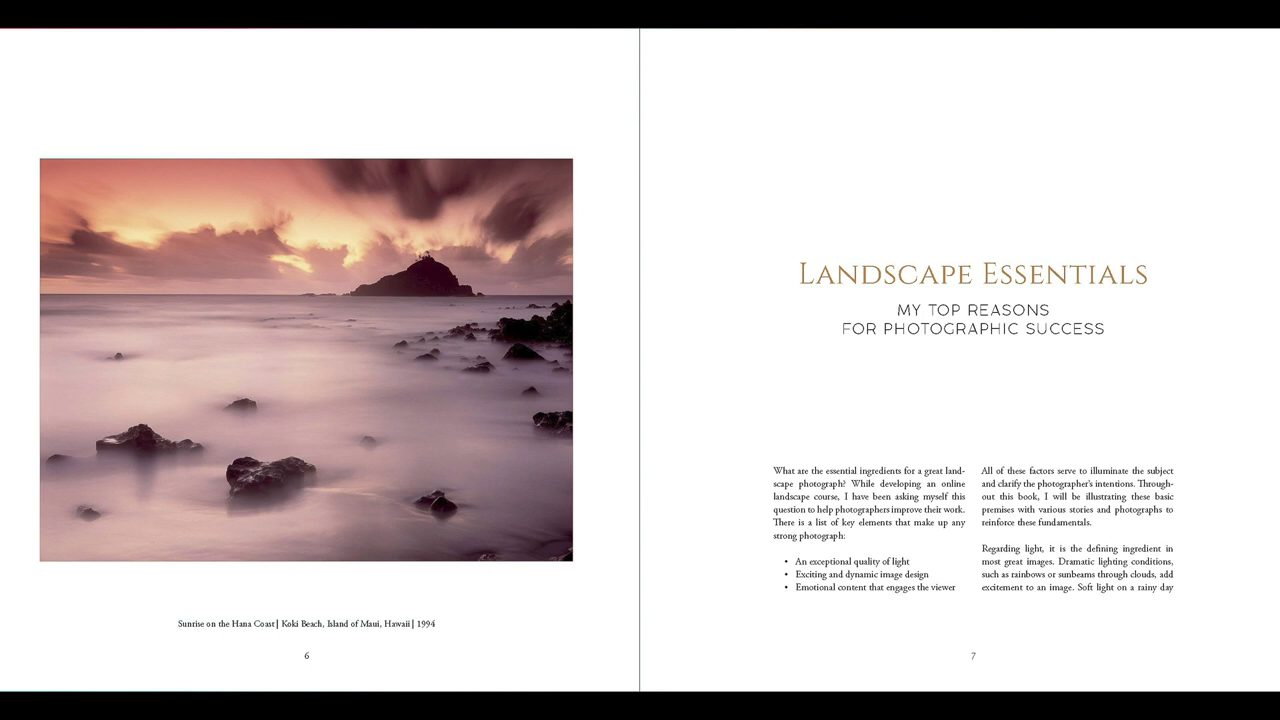 Sunrise on the Hana Coast | Koki Beach, Island of Maui, Hawaii | 1994
6
LANDSCAPE ESSENTIALS
MY TOP REASONS
FOR PHOTOGRAPHIC SUCCESS
What are the essential ingredients for a great land-
scape photograph? While developing an online
landscape course, I have been asking myself this
question to help photographers improve their work.
There is a list of key elements that make up any
strong photograph:
• An exceptional quality of light
• Exciting and dynamic image design
• Emotional content that engages the viewer
All of these factors serve to illuminate the subject
and clarify the photographer's intentions. Through-
out this book, I will be illustrating these basic
premises with various stories and photographs to
reinforce these fundamentals.
Regarding light, it is the defining ingredient in
most great images. Dramatic lighting conditions,
such as rainbows or sunbeams through clouds, add
excitement to an image. Soft light on a rainy day
7